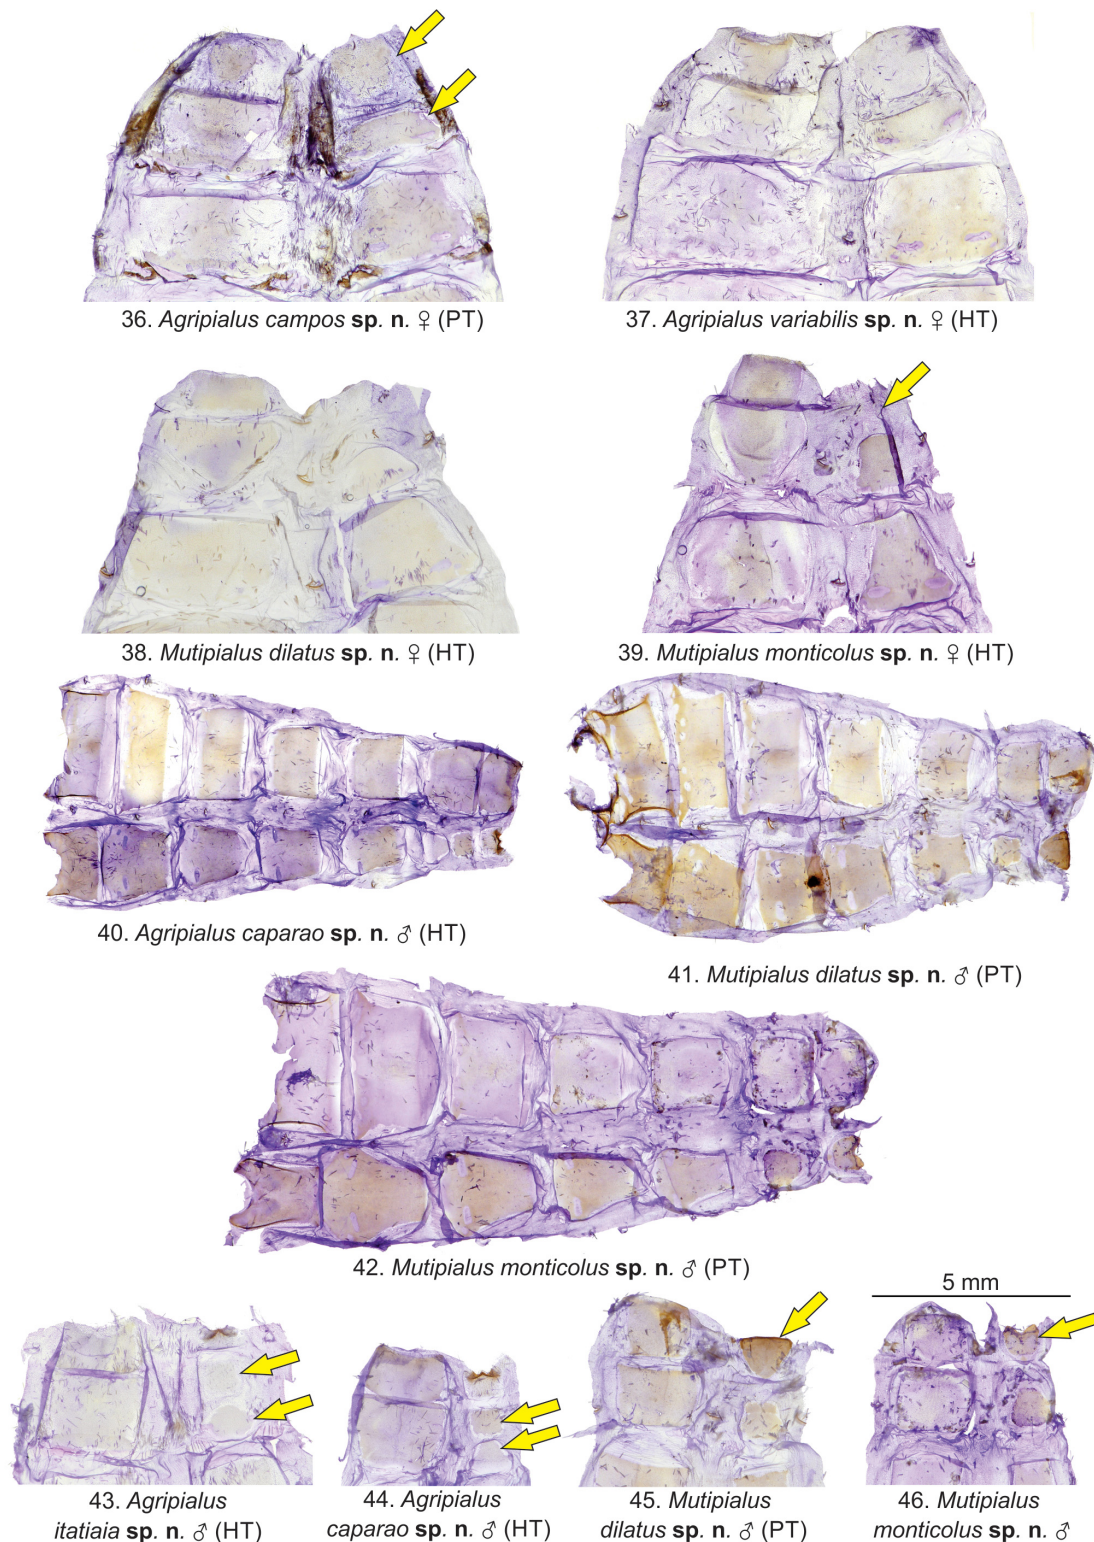 36. Agripialus campos sp. n. ♀ (PT)
37. Agripialus variabilis sp. n. ♀ (HT)
38. Mutipialus dilatus sp. n. ♀ (HT)
39. Mutipialus monticolus sp. n. ♀ (HT)
40. Agripialus caparao sp. n. ♂ (HT)
41. Mutipialus dilatus sp. n. ♂ (PT)
42. Mutipialus monticolus sp. n. ♂ (PT)
5 mm
43. Agripialus
itatiaia sp. n. ♂ (HT)
44. Agripialus
caparao sp. n. ♂ (HT)
45. Mutipialus
dilatus sp. n. ♂ (PT)
46. Mutipialus
monticolus sp. n. ♂